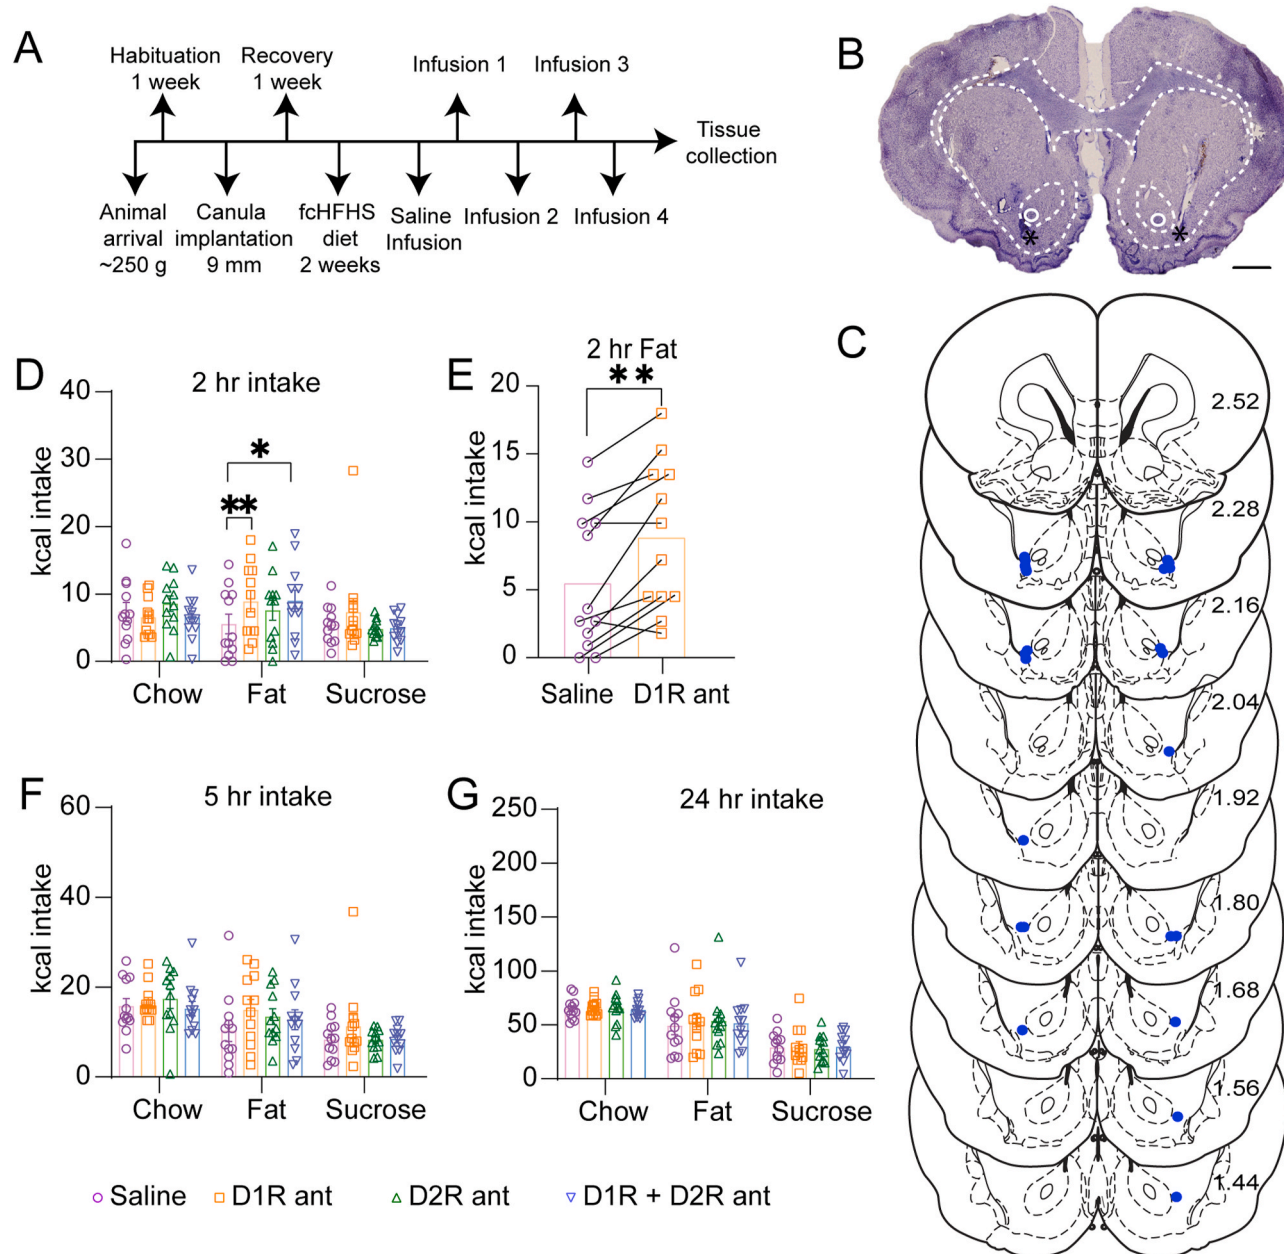 A
Habituation
1 week
Recovery
1 week
Infusion 1
Infusion 3
Tissue
collection
Animal
arrival
~250 g
Canula
implantation
9 mm
fcHFHS
diet
2 weeks
Saline
Infusion
Infusion 2
Infusion 4
B
*
*
C
2.52
2.28
2.16
2.04
1.92
1.80
1.68
1.56
1.44
D
2 hr intake
kcal intake
40
30
20
10
0
**
*
Chow
Fat
Sucrose
E
2 hr Fat
**
kcal intake
20
15
10
5
0
Saline
D1R ant
F
5 hr intake
kcal intake
60
40
20
0
Chow
Fat
Sucrose
G
24 hr intake
kcal intake
250
200
150
100
50
0
Chow
Fat
Sucrose
Saline
D1R ant
D2R ant
D1R + D2R ant